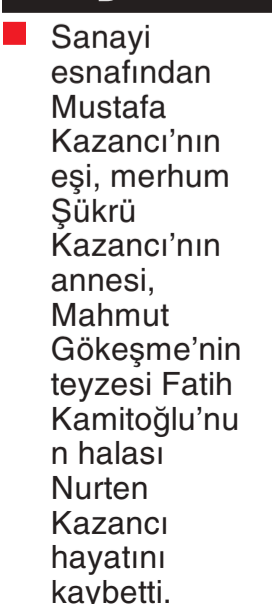 Sanayi
esnafından
Mustafa
Kazancı’nın
eşi, merhum
Şükrü
Kazancı’nın
annesi,
Mahmut
Gökeşme’nin
teyzesi Fatih
Kamitoğlu’nu
n halası
Nurten
Kazancı
hayatını
kaybetti.